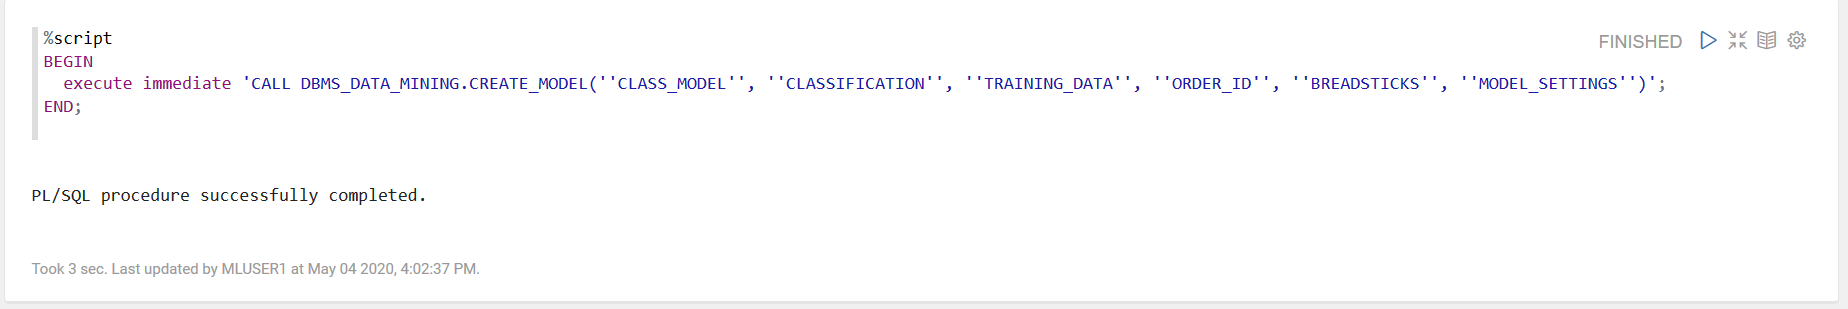 %script
FINISHED
BEGIN
execute immediate 'CALL DBMS_DATA_MINING.CREATE_MODEL(''CLASS_MODEL'', ''CLASSIFICATION'', ''TRAINING_DATA'', ''ORDER_ID'', ''BREADSTICKS'', ''MODEL_SETTINGS'')';
END;
PL/SQL procedure successfully completed.
Took 3 sec. Last updated by MLUSER1 at May 04 2020, 4:02:37 PM.